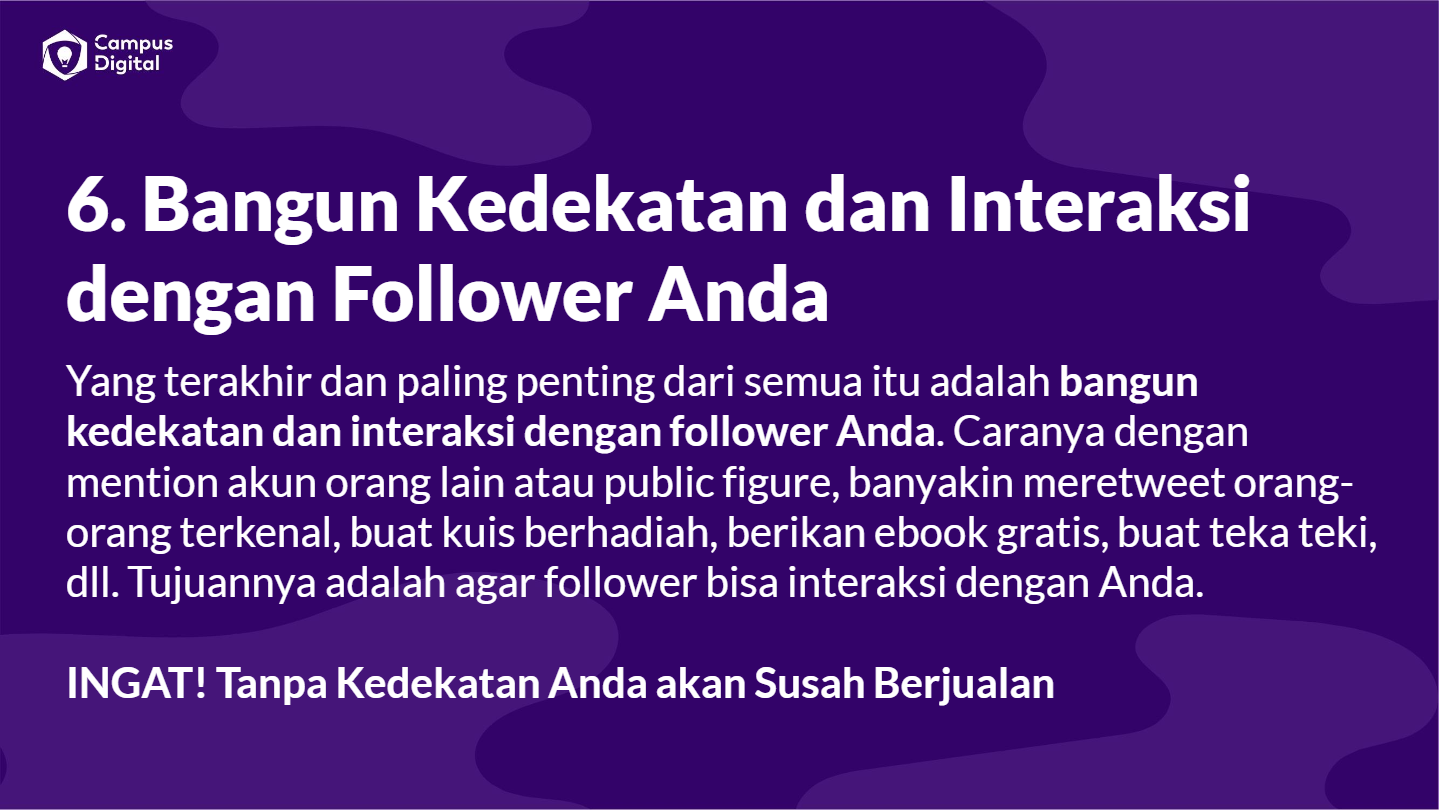 Campus
Digital
6. Bangun Kedekatan dan Interaksi
dengan Follower Anda
Yang terakhir dan paling penting dari semua itu adalah bangun
kedekatan dan interaksi dengan follower Anda. Caranya dengan
mention akun orang lain atau public figure, banyakin meretweet orang-
orang terkenal, buat kuis berhadiah, berikan ebook gratis, buat teka teki,
dll. Tujuannya adalah agar follower bisa interaksi dengan Anda.
INGAT! Tanpa Kedekatan Anda akan Susah Berjualan